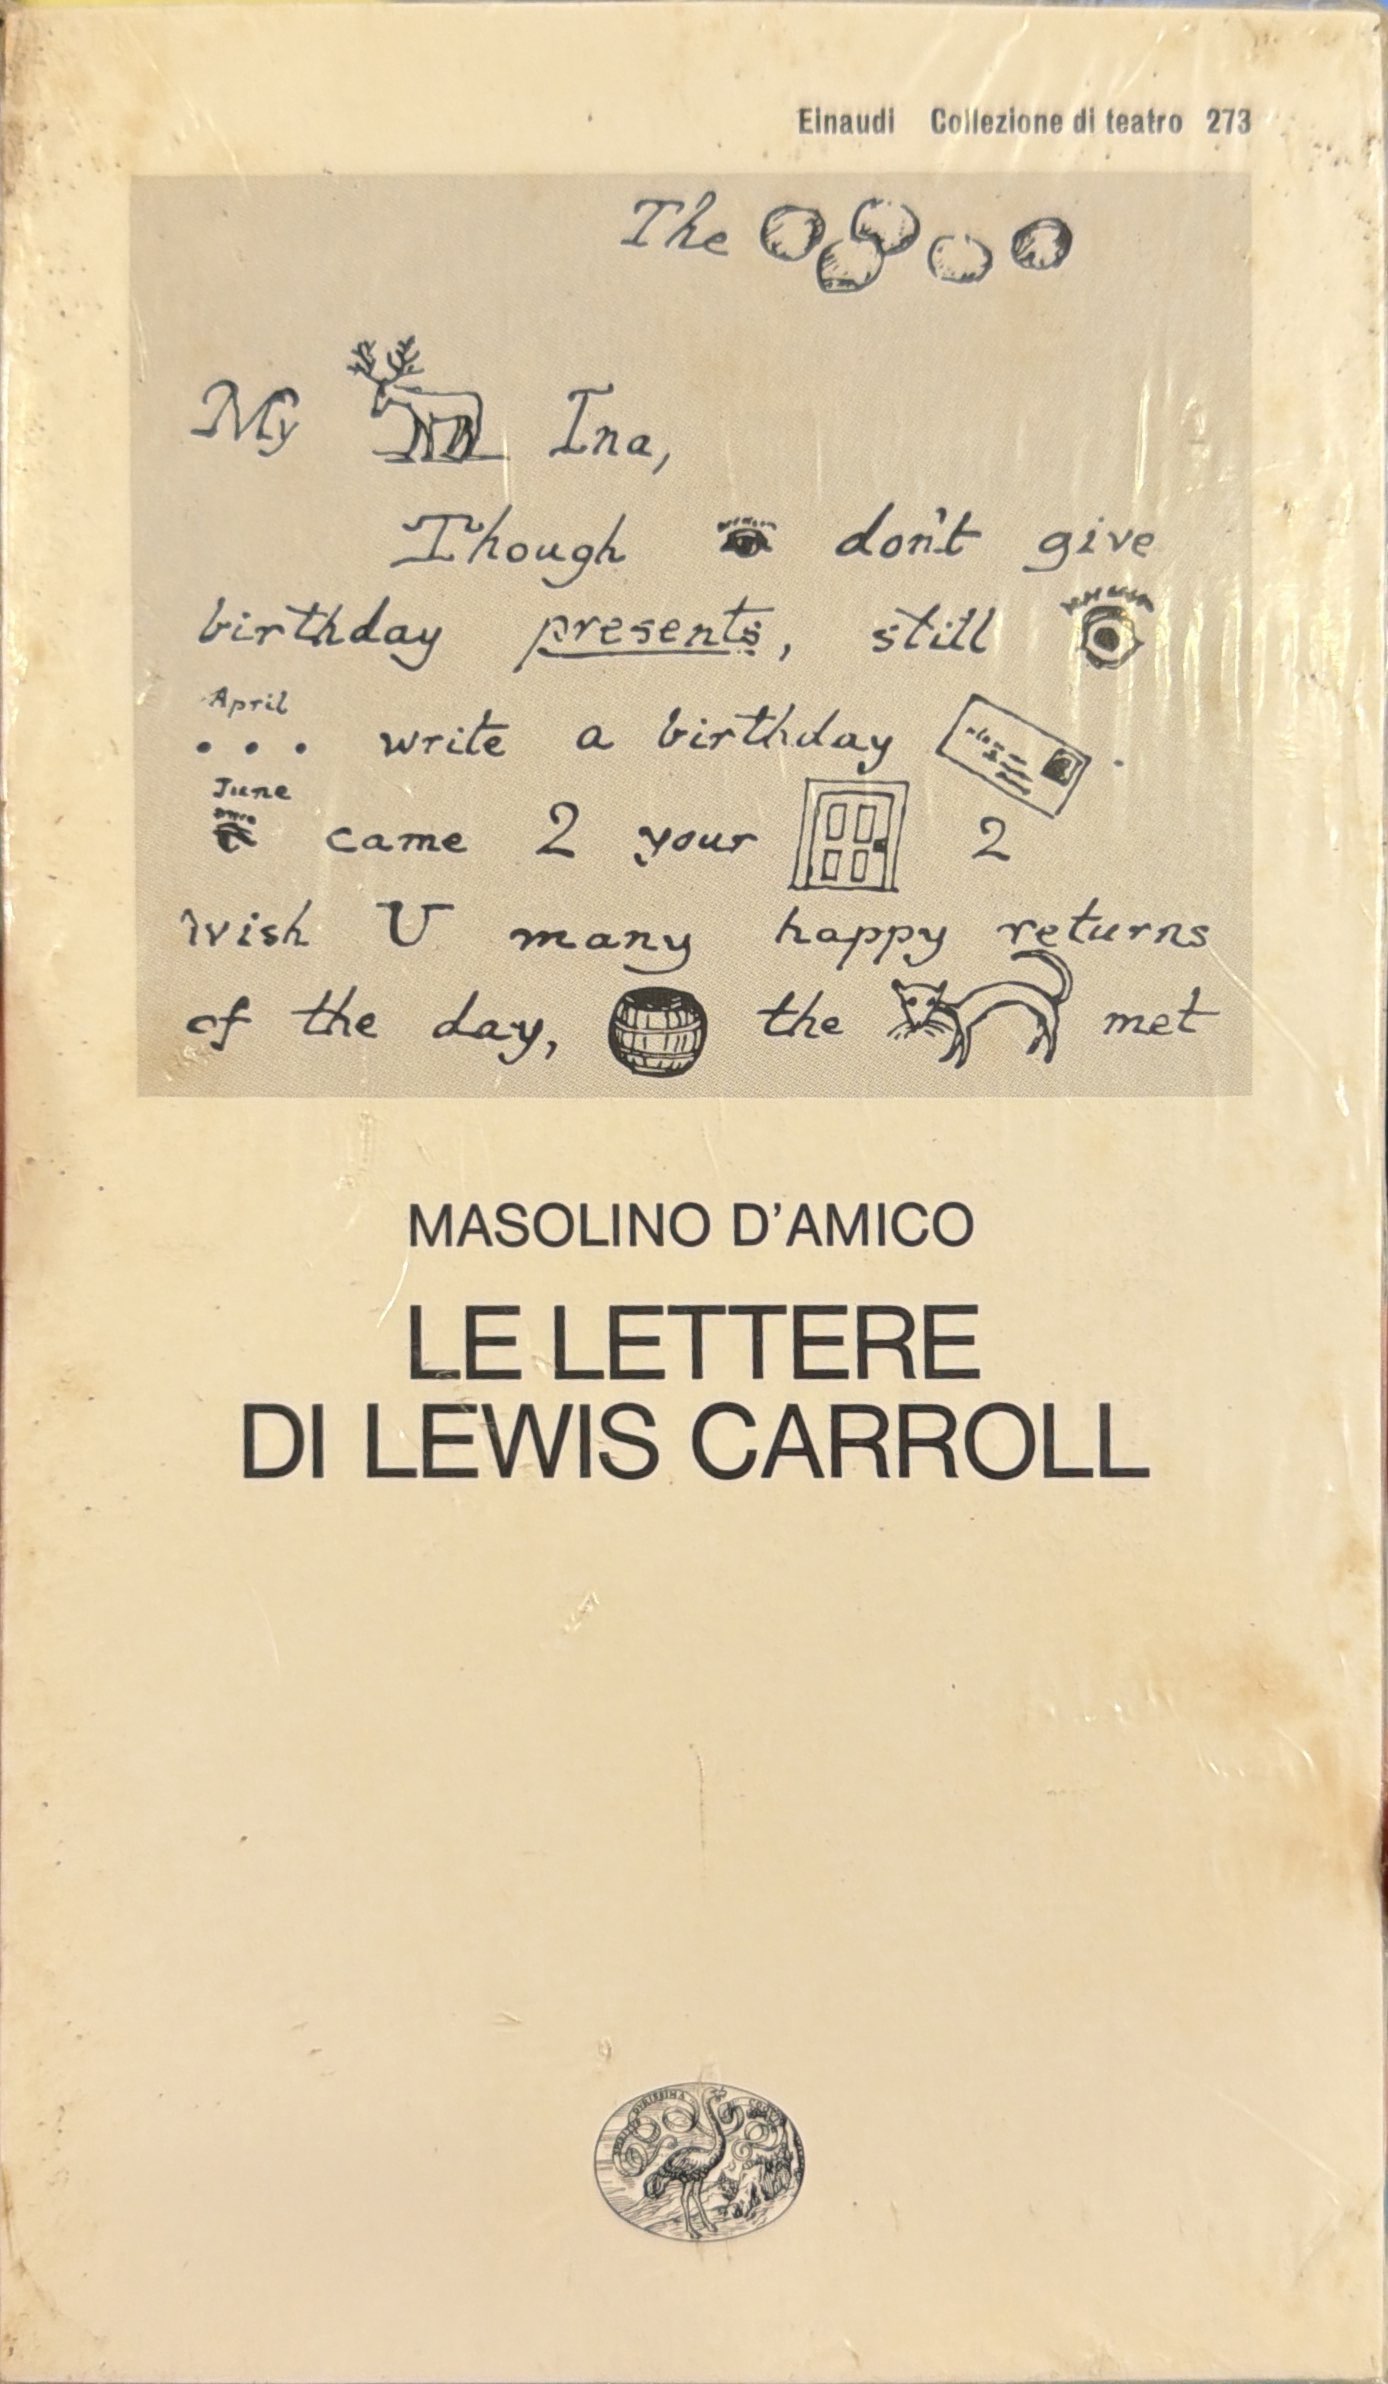 Einaudi Collezione di teatro 273
The
My Ina,
Though don't give
birthday presents, still
April
... write a birthday .
June
came 2 your 2
wish U many happy returns
of the day, the met
MASOLINO D'AMICO
LE LETTERE
DI LEWIS CARROLL